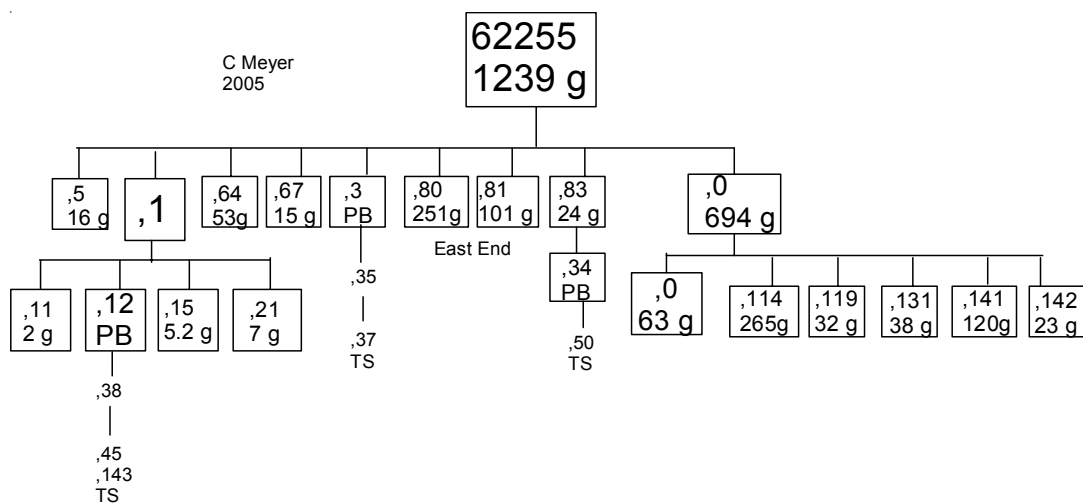 62255
1239 g
C Meyer
2005
,5
16 g
,1
,64
53g
,67
15 g
,3
PB
,80
251g
,81
101 g
,83
24 g
,0
694 g
East End
,11
2 g
,12
PB
,15
5.2 g
,21
7 g
,35
,34
PB
,0
63 g
,114
265g
,119
32 g
,131
38 g
,141
120g
,142
23 g
,37
TS
,50
TS
,38
,45
,143
TS